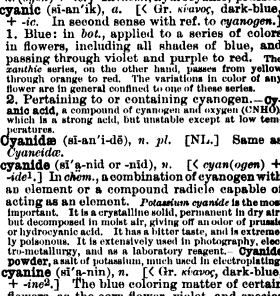 cyanic (sī-an′ik), a. [< Gr. κύανος, dark-blue,
+ -ic. In second sense with ref. to cyanogen.]
1. Blue: in bot., applied to a series of colors
in flowers, including all shades of blue, and
passing through violet and purple to red. The
xanthic series, on the other hand, passes from yellow
through orange to red. The variations in color of any
flower are in general confined to one of these series.
2. Pertaining to or containing cyanogen.—Cy-
anic acid, a compound of cyanogen and oxygen (CNHO)
which is a strong acid, but unstable except at low tem-
peratures.
Cyanidæ (sī-an′i-dē), n. pl. [NL.] Same as
Cyaneidæ.
cyanide (sī′a̤-nid or -nīd), n. [< cyan(ogen) +
-ide¹.] In chem., a combination of cyanogen with
an element or a compound radicle capable of
acting as an element. Potassium cyanide is the most
important. It is a crystalline solid, permanent in dry air
but decomposed in moist air, giving off an odor of prussic
or hydrocyanic. It has a bitter taste, and is extreme-
ly poisonous. It is extensively used in photography, elec-
tro-metallurgy, and as a laboratory reagent.—Cyanide
powder, a salt of potassium, much used in electroplating.
cyanine (sī′a̤-nin), n. [< Gr. κύανος, dark-blue,
+ -ine².] The blue coloring matter of certain
flowers, as the corn-flower, violet, and